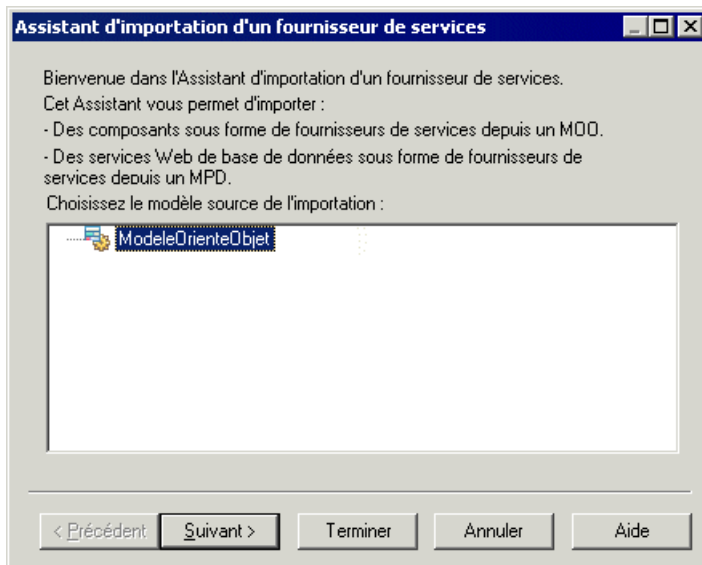 Assistant d'importation d'un fournisseur de services
Bienvenue dans l'Assistant d'importation d'un fournisseur de services.
Cet Assistant vous permet d'importer :
- Des composants sous forme de fournisseurs de services depuis un MOO.
- Des services Web de base de données sous forme de fournisseurs de
services depuis un MPD.
Choisissez le modèle source de l'importation :
ModeleOrienteObjet
< Précédent
Suivant >
Terminer
Annuler
Aide